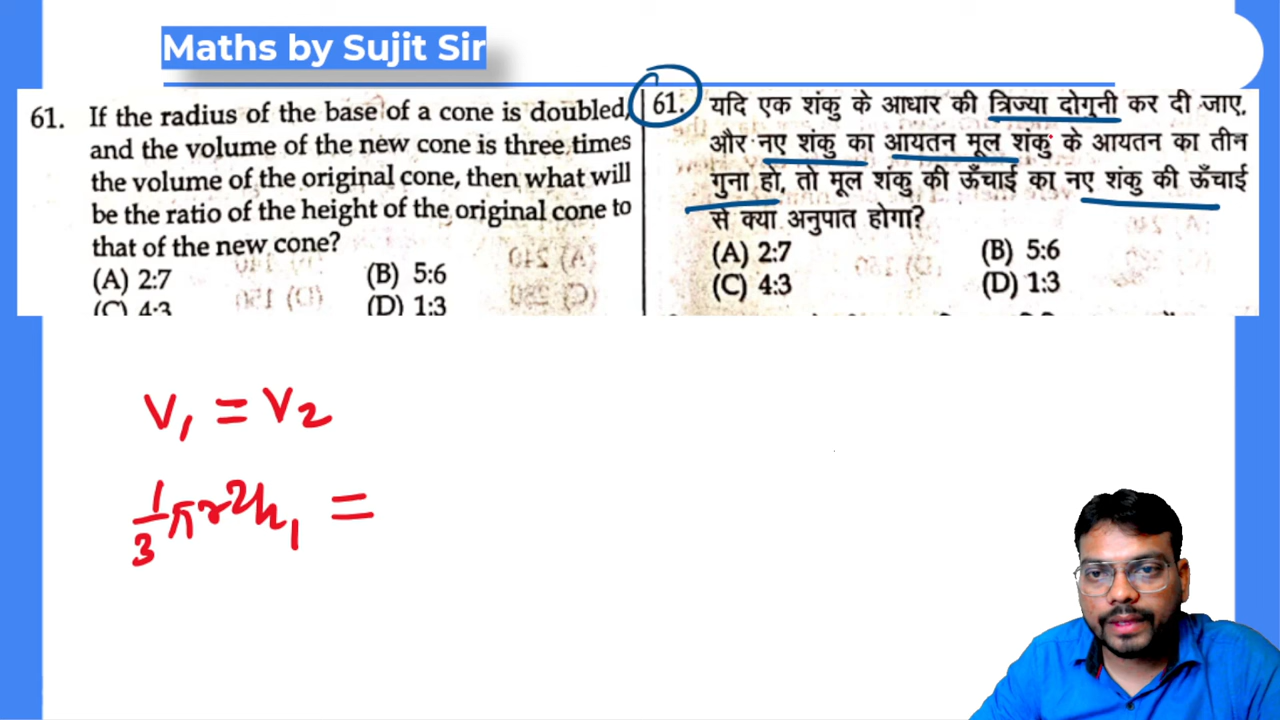 Maths by Sujit Sir
61. If the radius of the base of a cone is doubled,
and the volume of the new cone is three times
the volume of the original cone, then what will
be the ratio of the height of the original cone to
that of the new cone?
(A) 2:7 (B) 5:6
(C) 4:3 (D) 1:3
61. यदि एक शंकु के आधार की त्रिज्या दोगुनी कर दी जाए,
और नए शंकु का आयतन मूल शंकु के आयतन का तीन
गुना हो, तो मूल शंकु की ऊँचाई का नए शंकु की ऊँचाई
से क्या अनुपात होगा?
(A) 2:7 (B) 5:6
(C) 4:3 (D) 1:3
V₁ = V₂
1/3 πr²h₁ =